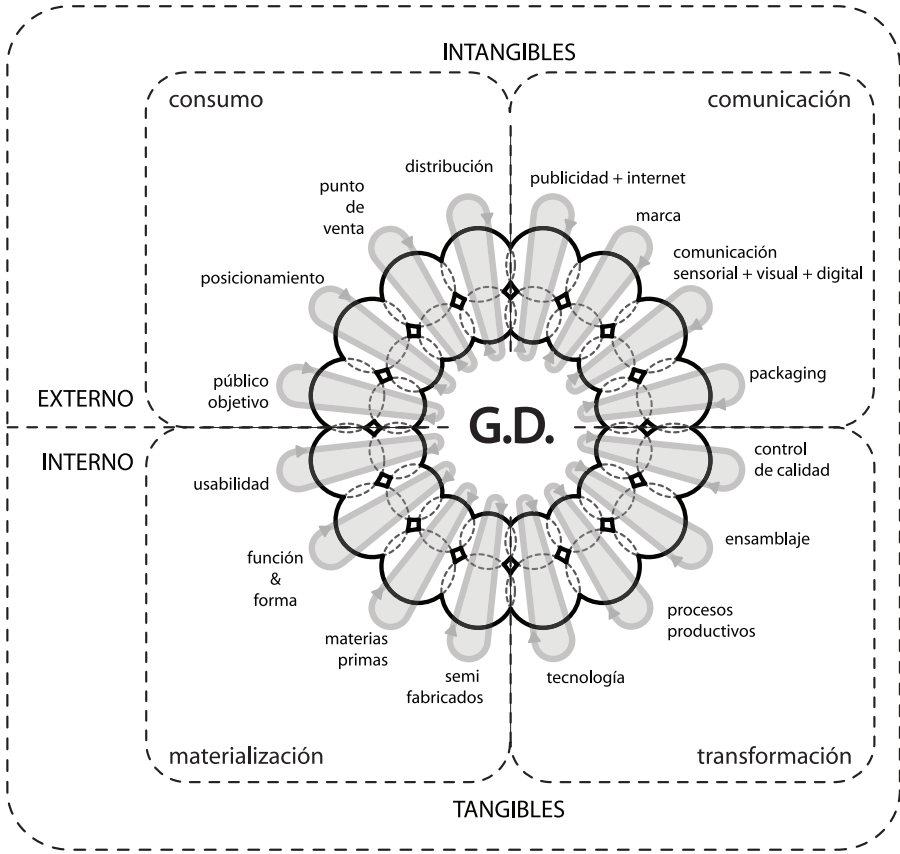 INTANGIBLES
consumo
comunicación
distribución
publicidad + internet
punto
de
venta
marca
comunicación
sensorial + visual + digital
posicionamiento
público
objetivo
packaging
EXTERNO
G.D.
INTERNO
usabilidad
control
de calidad
función
&
forma
ensamblaje
materias
primas
procesos
productivos
semi
fabricados
tecnología
materialización
transformación
TANGIBLES